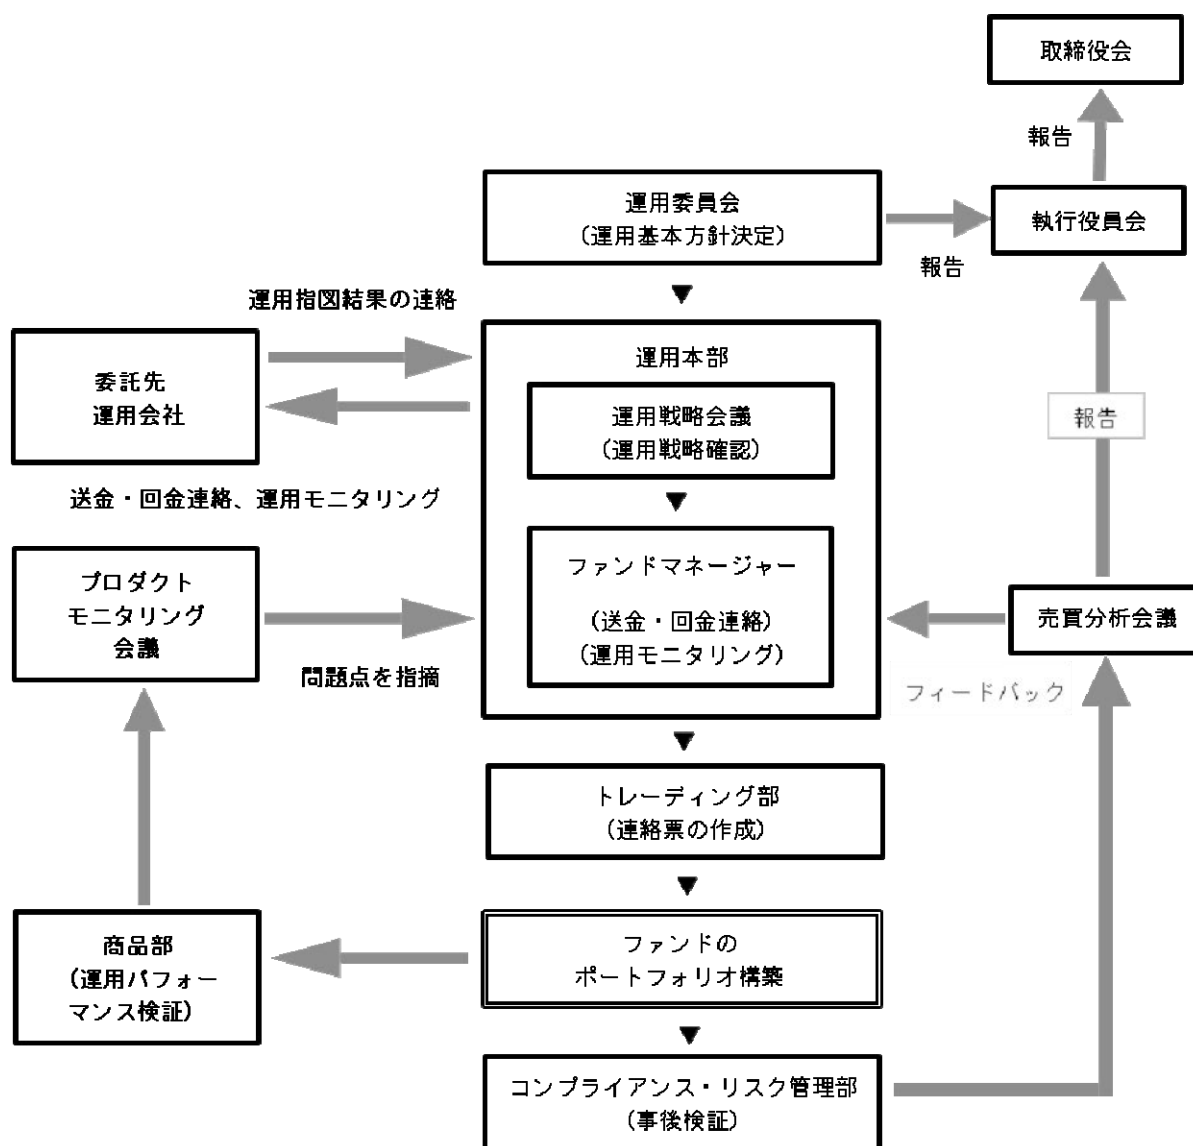 取締役会
報告
運用委員会
(運用基本方針決定)
執行役員会
報告
運用指図結果の連絡
委託先
運用会社
運用本部
運用戦略会議
(運用戦略確認)
報告
送金・回金連絡、運用モニタリング
プロダクト
モニタリング
会議
ファンドマネージャー
(送金・回金連絡)
(運用モニタリング)
売買分析会議
問題点を指摘
フィードバック
トレーディング部
(連絡票の作成)
商品部
(運用パフォー
マンス検証)
ファンドの
ポートフォリオ構築
コンプライアンス・リスク管理部
(事後検証)